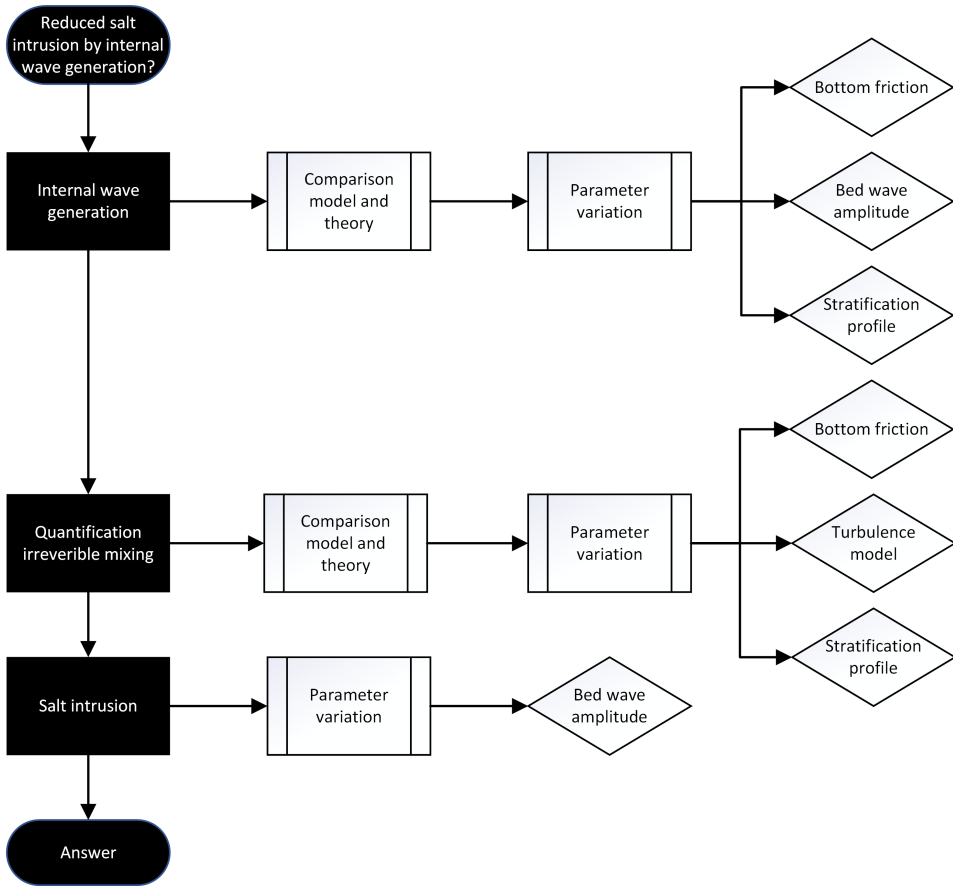 Reduced salt
intrusion by internal
wave generation?
Internal wave
generation
Comparison
model and
theory
Parameter
variation
Bottom friction
Bed wave
amplitude
Stratification
profile
Quantification
irreverible mixing
Comparison
model and
theory
Parameter
variation
Bottom friction
Turbulence
model
Stratification
profile
Salt intrusion
Parameter
variation
Bed wave
amplitude
Answer